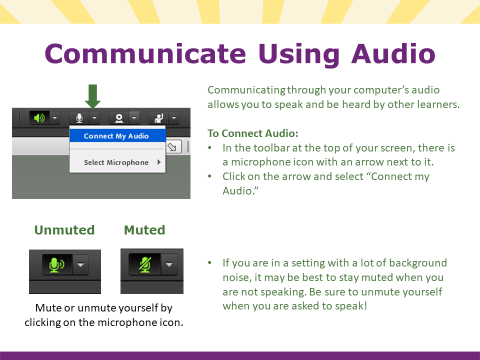 Communicate Using Audio
Communicating through your computer's audio
allows you to speak and be heard by other learners.
Connect My Audio
Select Microphone
To Connect Audio:
• In the toolbar at the top of your screen, there is
a microphone icon with an arrow next to it.
• Click on the arrow and select “Connect my
Audio.”
Unmuted
Muted
Mute or unmute yourself by
clicking on the microphone icon.
• If you are in a setting with a lot of background
noise, it may be best to stay muted when you
are not speaking. Be sure to unmute yourself
when you are asked to speak!